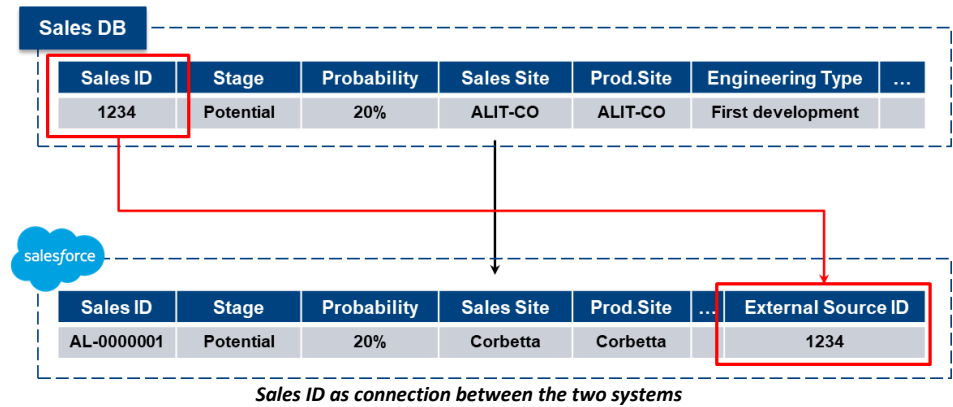 Sales DB
Sales ID Stage Probability Sales Site Prod.Site Engineering Type ...
1234 Potential 20% ALIT-CO ALIT-CO First development
salesforce
Sales ID Stage Probability Sales Site Prod.Site ... External Source ID
AL-0000001 Potential 20% Corbetta Corbetta 1234
Sales ID as connection between the two systems